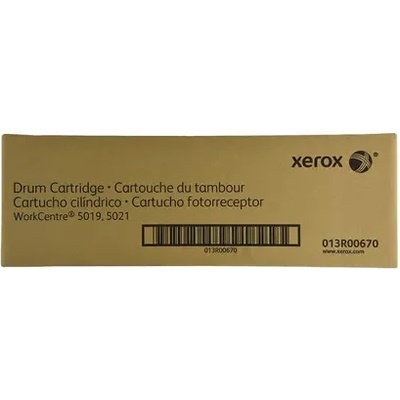 xerox
Drum Cartridge • Cartouche du tambour
Cartucho cilíndrico • Cartucho fotorreceptor
WorkCentre® 5019, 5021
013R00670
013R00670
www.xerox.com